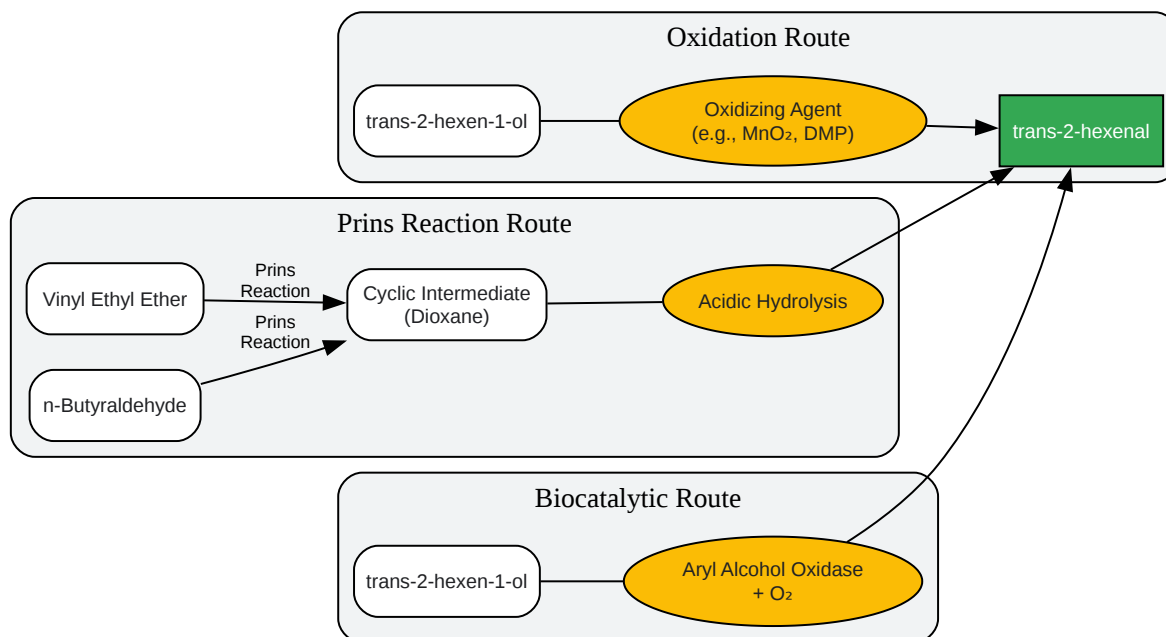 Oxidation Route
trans-2-hexen-1-ol
Oxidizing Agent
(e.g., MnO₂, DMP)
trans-2-hexenal
Prins Reaction Route
Vinyl Ethyl Ether
Prins
Reaction
Prins
Reaction
n-Butyraldehyde
Cyclic Intermediate
(Dioxane)
Acidic Hydrolysis
Biocatalytic Route
trans-2-hexen-1-ol
Aryl Alcohol Oxidase
+ O₂